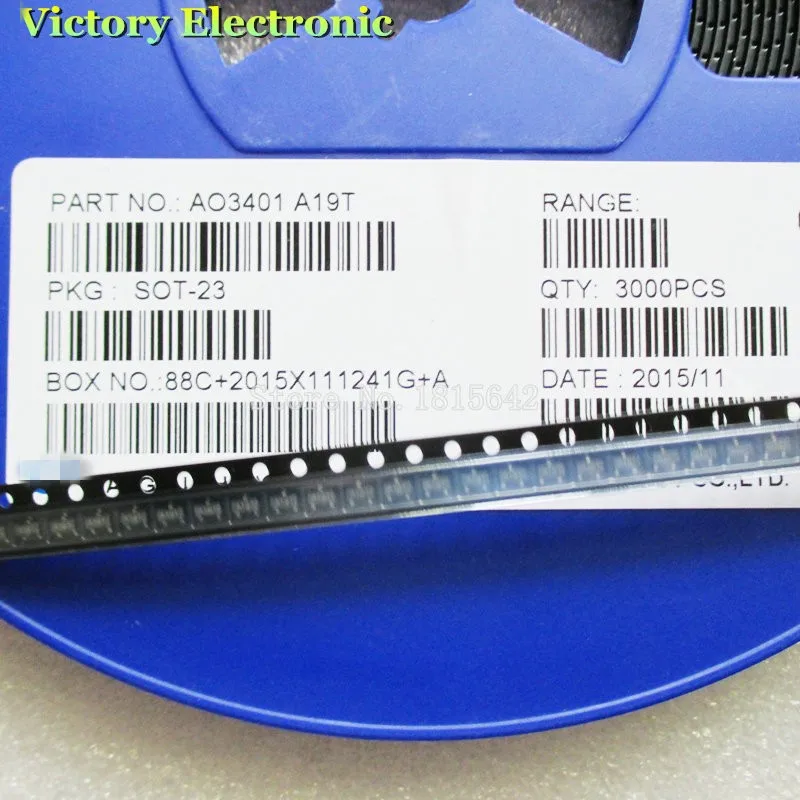 Victory Electronic
PART NO.: AO3401 A19T
RANGE:
PKG : SOT-23
QTY: 3000PCS
BOX NO.:88C+2015X111241G+A
DATE : 2015/11
Store No. 1815642
CO.,LTD.